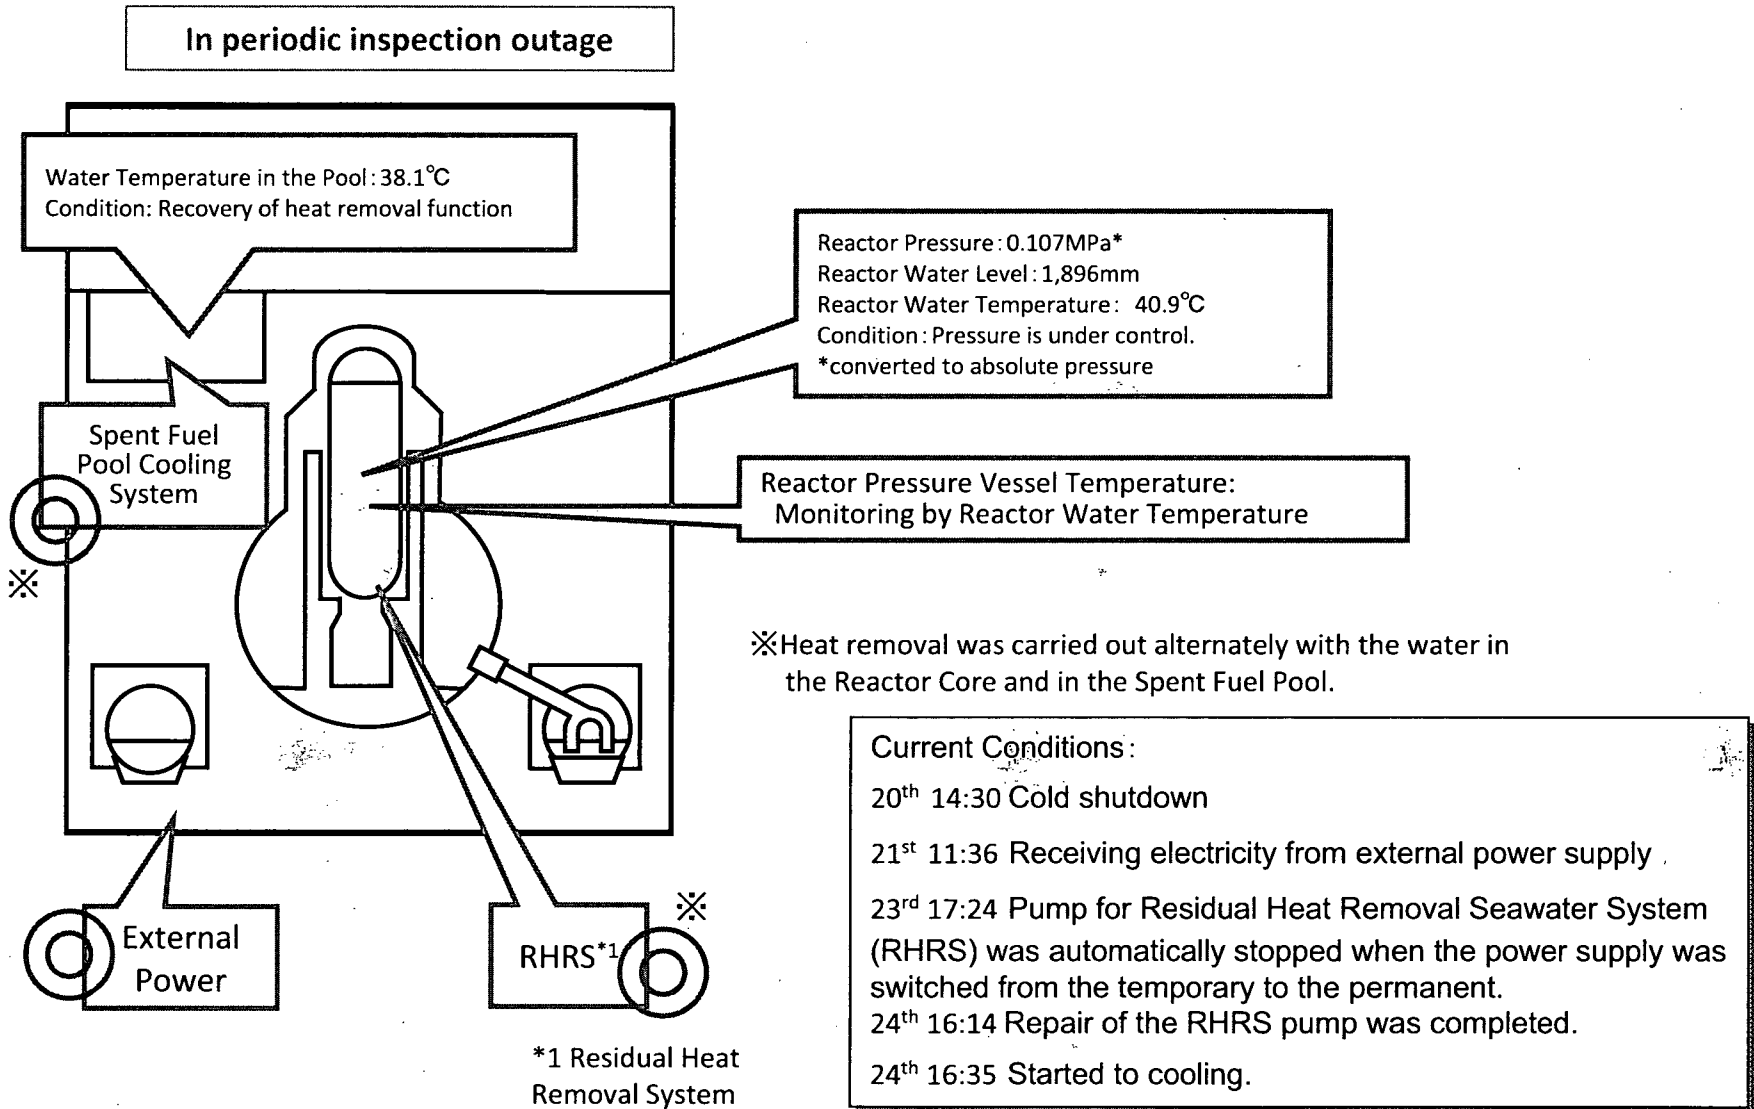 In periodic inspection outage
Water Temperature in the Pool : 38.1℃
Condition: Recovery of heat removal function
Reactor Pressure : 0.107MPa*
Reactor Water Level : 1,896mm
Reactor Water Temperature : 40.9℃
Condition : Pressure is under control.
*converted to absolute pressure
Spent Fuel
Pool Cooling
System
※
Reactor Pressure Vessel Temperature:
Monitoring by Reactor Water Temperature
※Heat removal was carried out alternately with the water in
the Reactor Core and in the Spent Fuel Pool.
Current Conditions :
20th 14:30 Cold shutdown
21st 11:36 Receiving electricity from external power supply
23rd 17:24 Pump for Residual Heat Removal Seawater System
(RHRS) was automatically stopped when the power supply was
switched from the temporary to the permanent.
24th 16:14 Repair of the RHRS pump was completed.
24th 16:35 Started to cooling.
External
Power
※
RHRS*1
*1 Residual Heat
Removal System